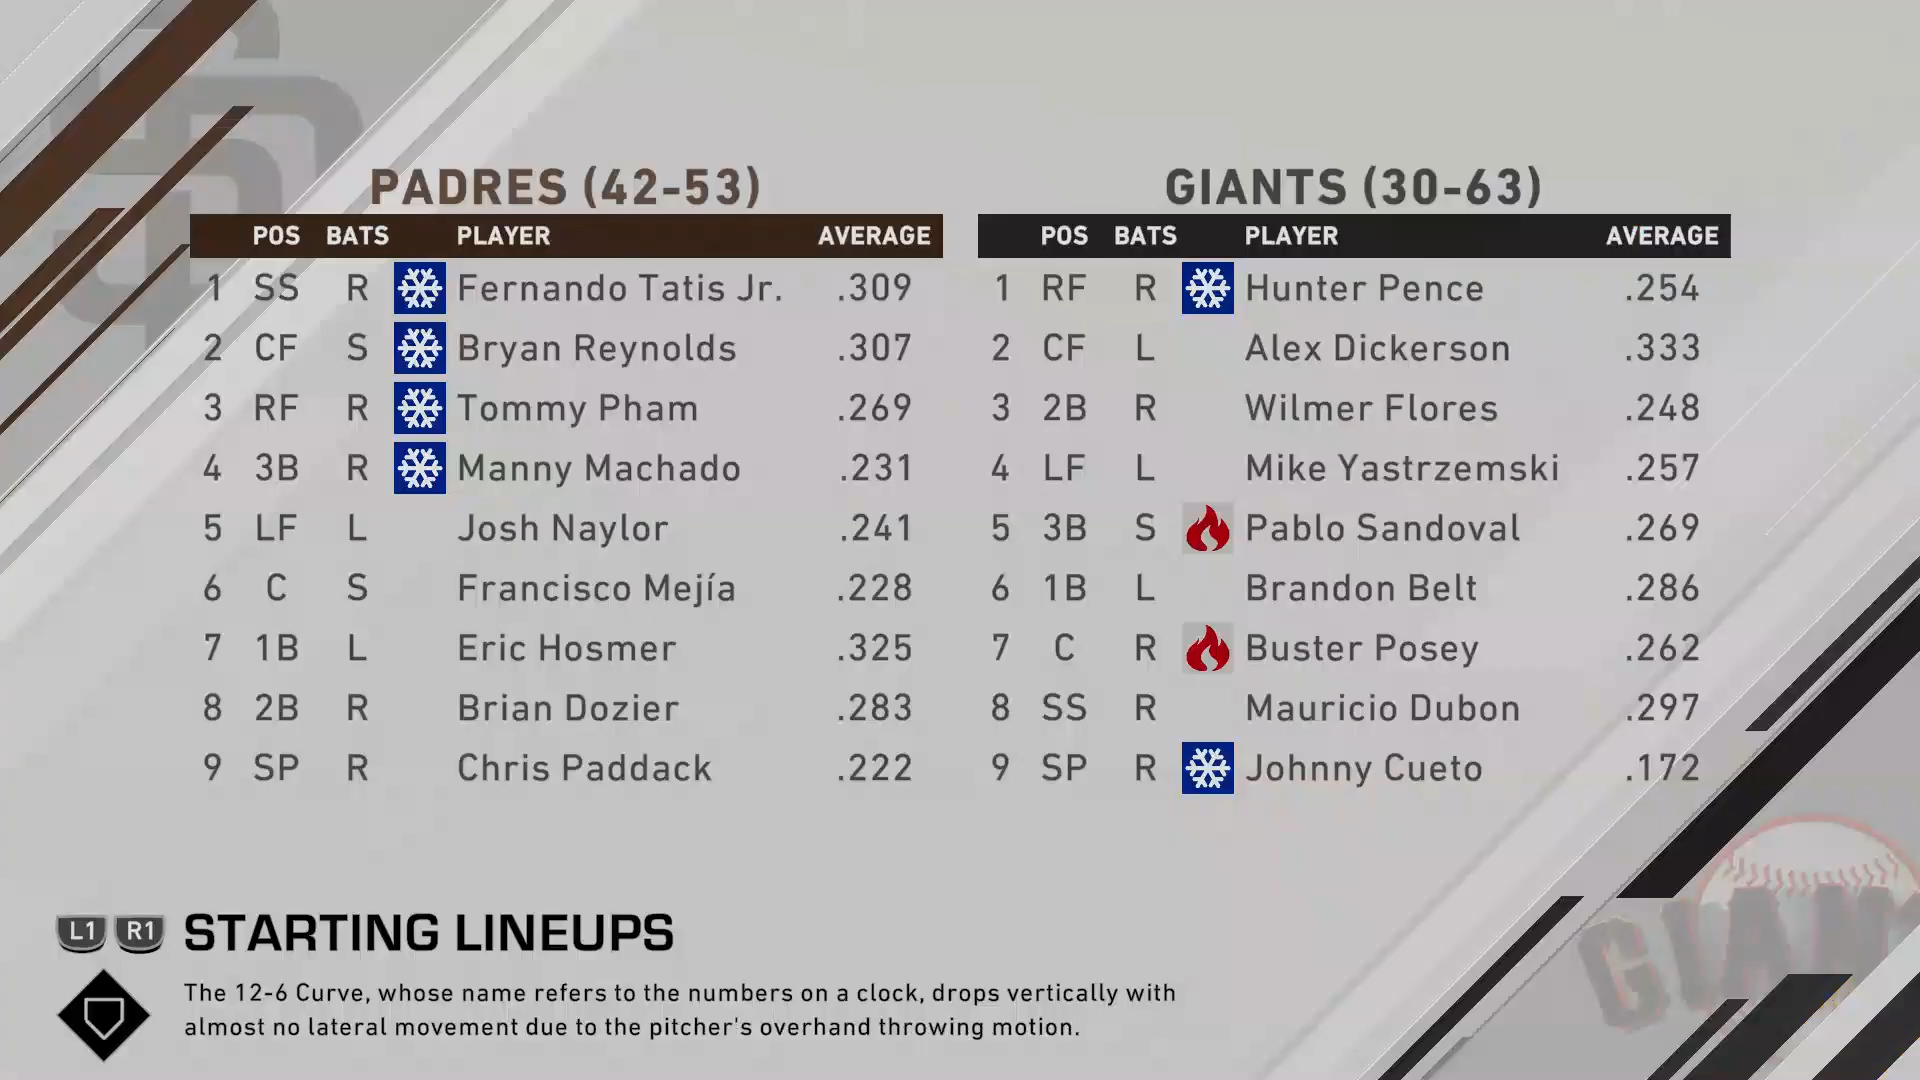 PADRES (42-53)
POS BATS PLAYER AVERAGE
1 SS R Fernando Tatis Jr. .309
2 CF S Bryan Reynolds .307
3 RF R Tommy Pham .269
4 3B R Manny Machado .231
5 LF L Josh Naylor .241
6 C S Francisco Mejía .228
7 1B L Eric Hosmer .325
8 2B R Brian Dozier .283
9 SP R Chris Paddack .222
GIANTS (30-63)
POS BATS PLAYER AVERAGE
1 RF R Hunter Pence .254
2 CF L Alex Dickerson .333
3 2B R Wilmer Flores .248
4 LF L Mike Yastrzemski .257
5 3B S Pablo Sandoval .269
6 1B L Brandon Belt .286
7 C R Buster Posey .262
8 SS R Mauricio Dubon .297
9 SP R Johnny Cueto .172
L1 R1 STARTING LINEUPS
The 12-6 Curve, whose name refers to the numbers on a clock, drops vertically with
almost no lateral movement due to the pitcher's overhand throwing motion.
SD
GIAN